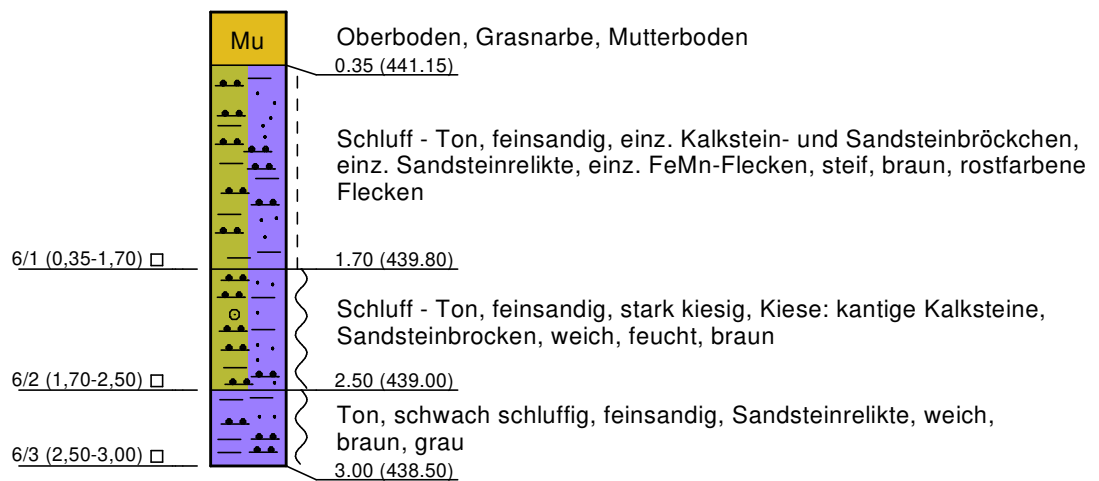 Mu
Oberboden, Grasnarbe, Mutterboden
0.35 (441.15)
Schluff - Ton, feinsandig, einz. Kalkstein- und Sandsteinbröckchen,
einz. Sandsteinrelikte, einz. FeMn-Flecken, steif, braun, rostfarbene
Flecken
6/1 (0,35-1,70)
1.70 (439.80)
Schluff - Ton, feinsandig, stark kiesig, Kiese: kantige Kalksteine,
Sandsteinbrocken, weich, feucht, braun
6/2 (1,70-2,50)
2.50 (439.00)
Ton, schwach schluffig, feinsandig, Sandsteinrelikte, weich,
braun, grau
6/3 (2,50-3,00)
3.00 (438.50)